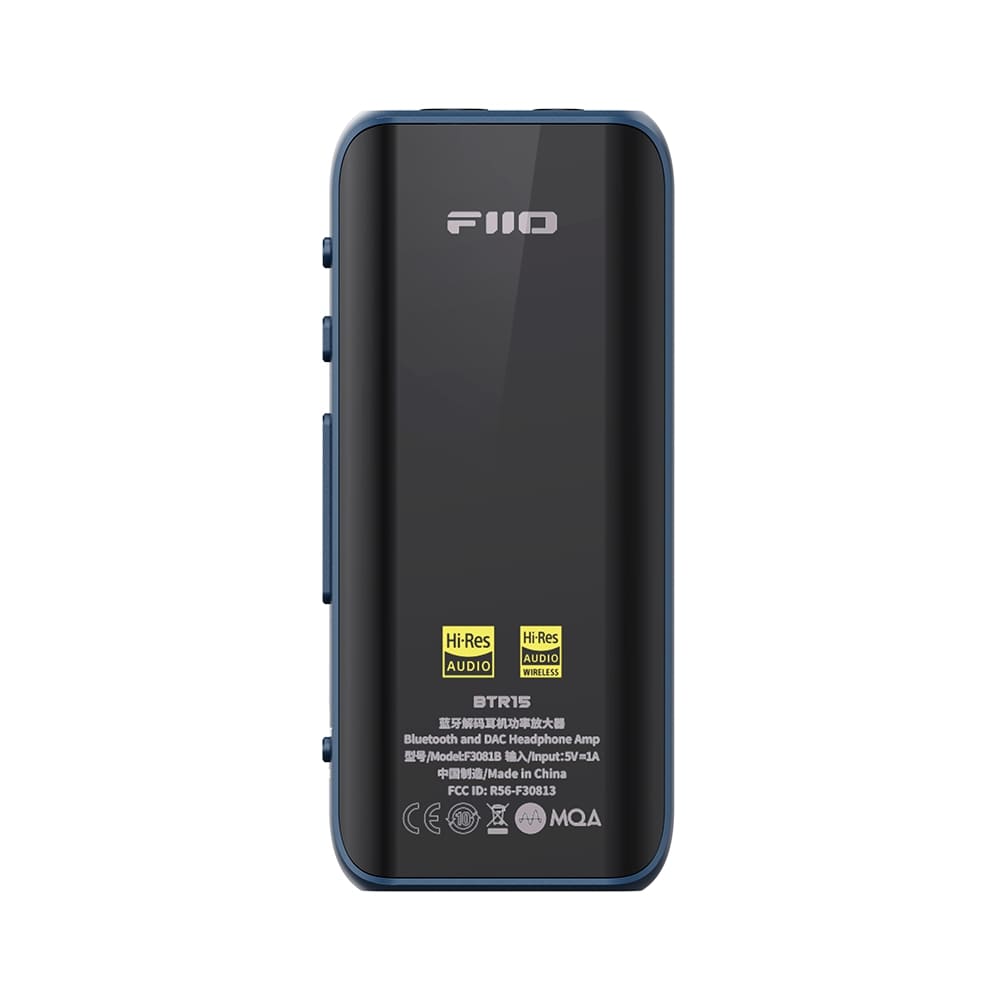 FIIO
Hi-Res
AUDIO
Hi-Res
AUDIO
WIRELESS
BTR15
蓝牙解码耳机功率放大器
Bluetooth and DAC Headphone Amp
型号/Model:F3081B 输入/Input:5V⎓1A
中国制造/Made in China
FCC ID: R56-F30813
CE 10 MQA